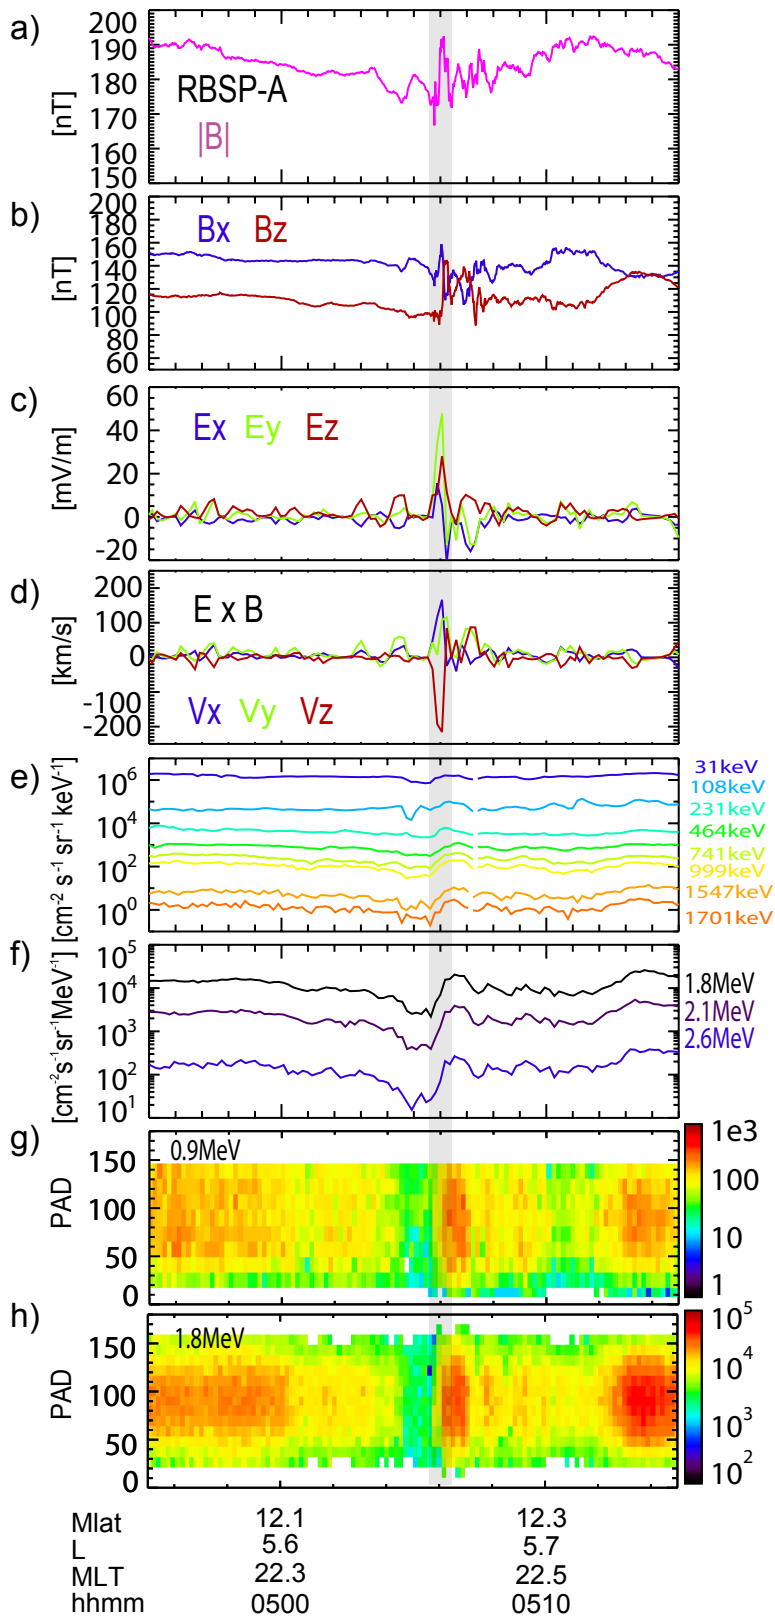 a)
200
190
180
170
160
150
[nT]
RBSP-A
|B|
b)
200
180
160
140
120
100
80
60
[nT]
Bx Bz
c)
60
40
20
0
-20
[mV/m]
Ex Ey Ez
d)
200
100
0
-100
-200
[km/s]
E x B
Vx Vy Vz
e)
10^6
10^4
10^2
10^0
[cm^-2 s^-1 sr^-1 keV^-1]
31keV
108keV
231keV
464keV
741keV
999keV
1547keV
1701keV
f)
10^5
10^4
10^3
10^2
10^1
[cm^-2s^-1sr^-1MeV^-1]
1.8MeV
2.1MeV
2.6MeV
g)
0.9MeV
150
100
50
0
PAD
1e3
100
10
1
h)
1.8MeV
150
100
50
0
PAD
10^5
10^4
10^3
10^2
Mlat 12.1 12.3
L 5.6 5.7
MLT 22.3 22.5
hhmm 0500 0510